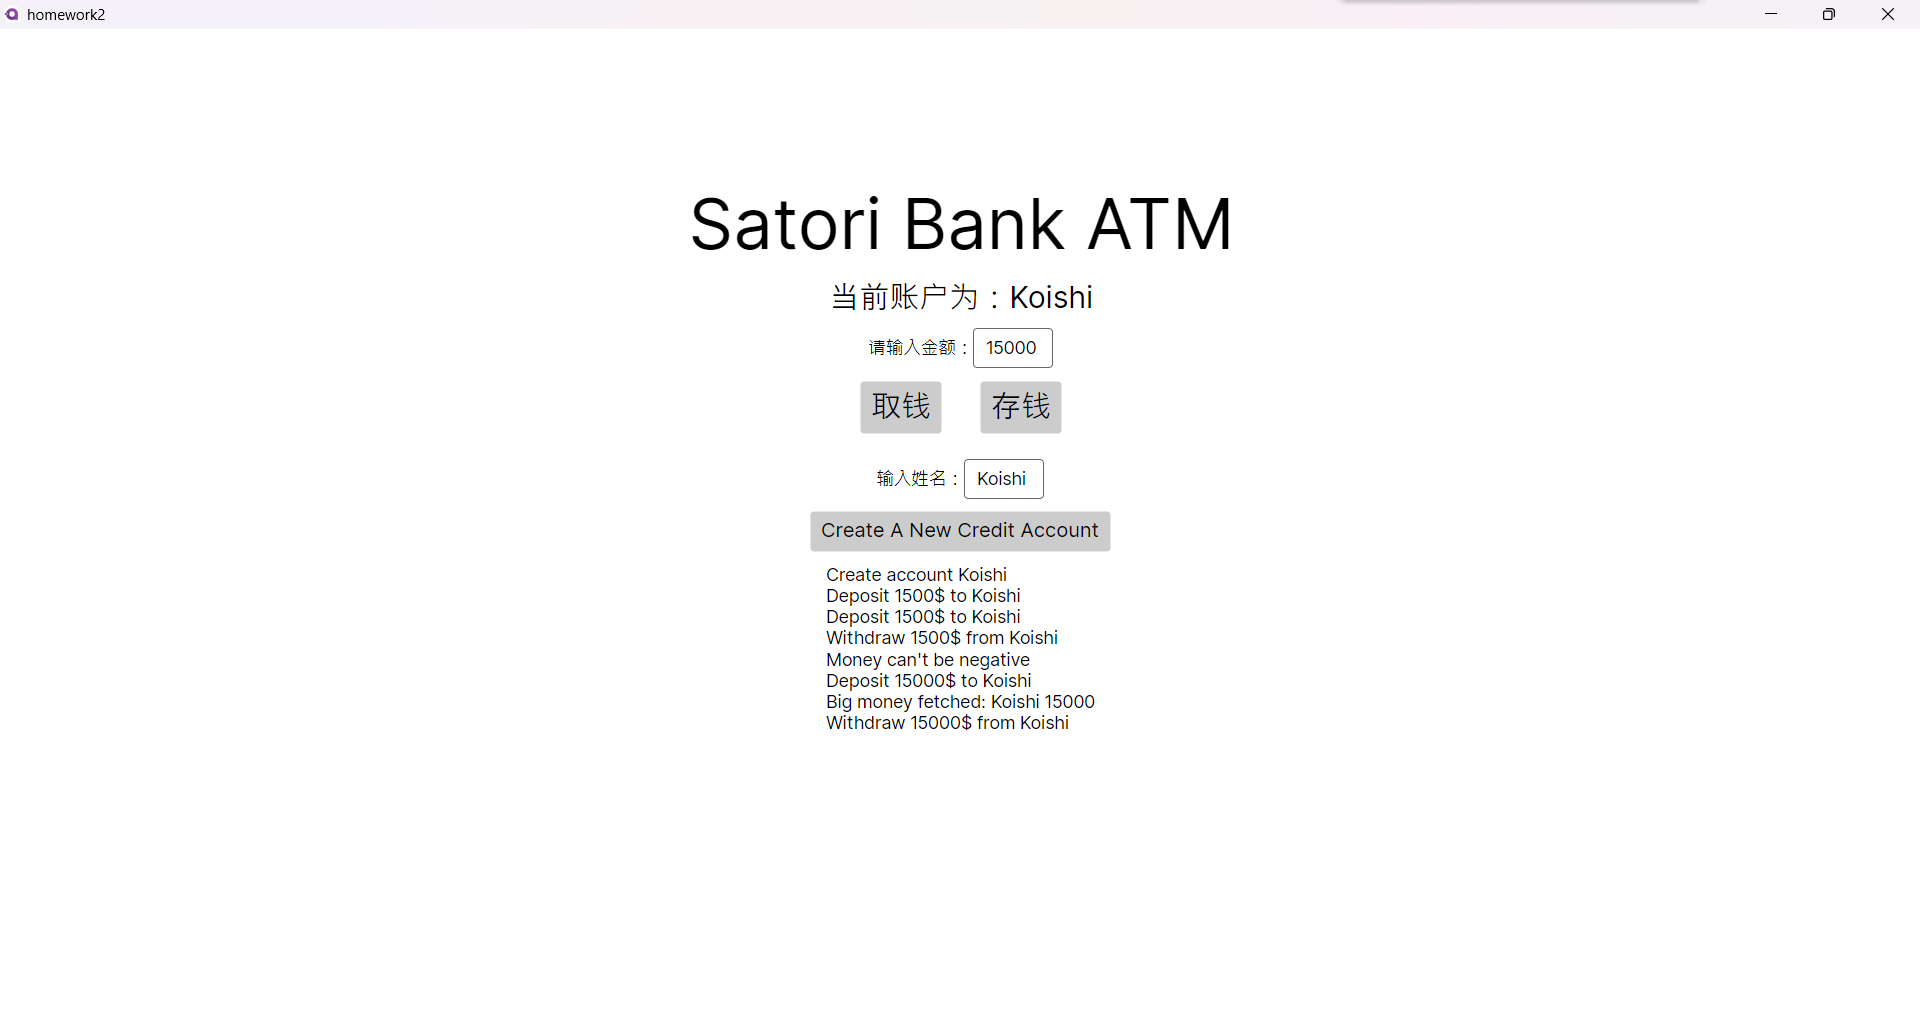 homework2
Satori Bank ATM
当前账户为：Koishi
请输入金额： 15000
取钱 存钱
输入姓名： Koishi
Create A New Credit Account
Create account Koishi
Deposit 1500$ to Koishi
Deposit 1500$ to Koishi
Withdraw 1500$ from Koishi
Money can't be negative
Deposit 15000$ to Koishi
Big money fetched: Koishi 15000
Withdraw 15000$ from Koishi